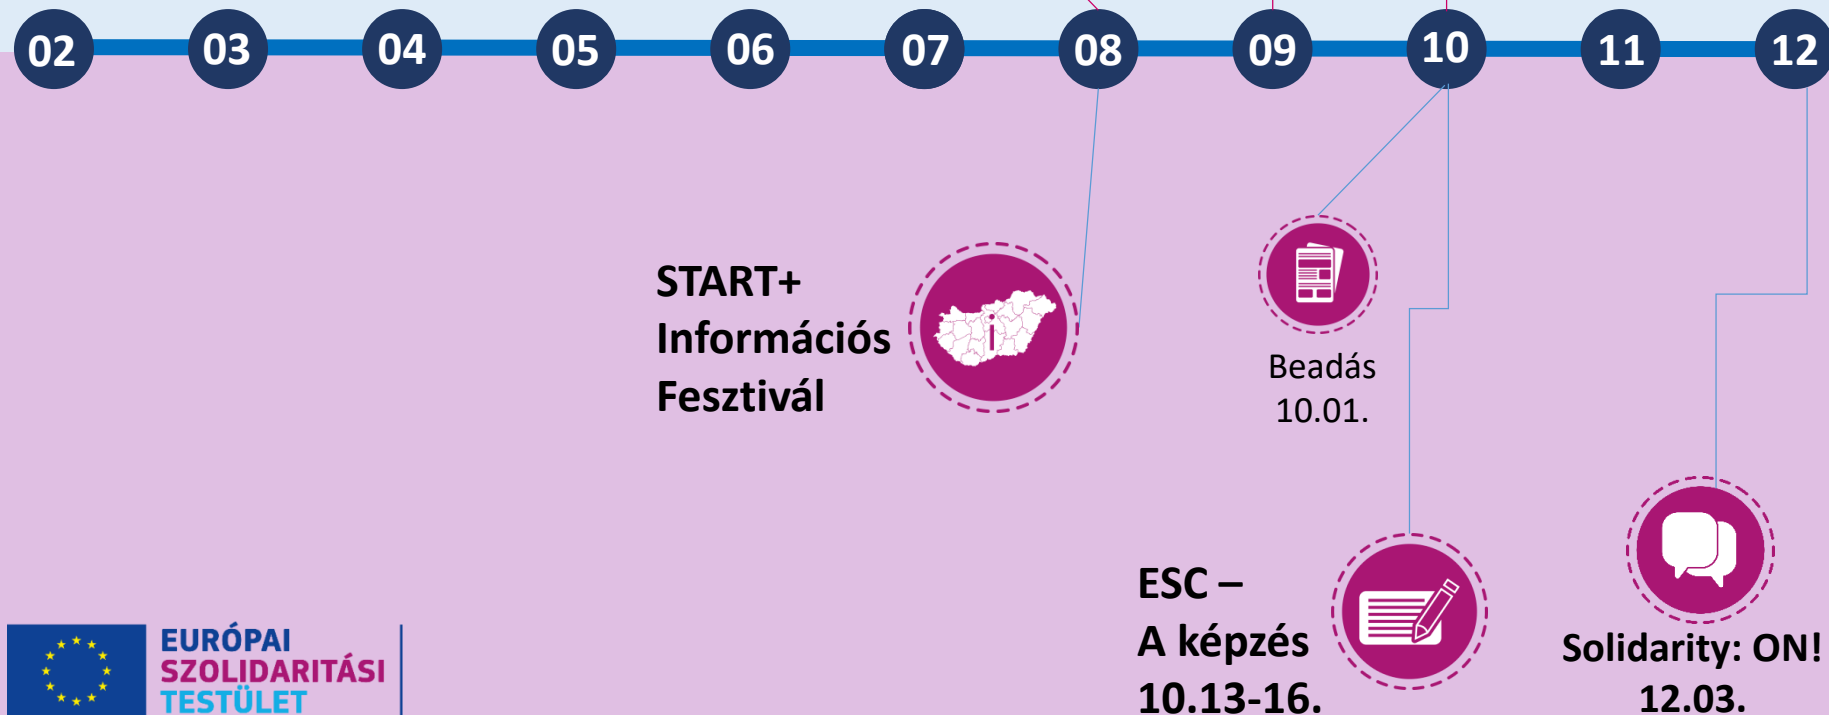 02 03 04 05 06 07 08 09 10 11 12
START+
Információs
Fesztivál
i
Beadás
10.01.
ESC –
A képzés
10.13-16.
Solidarity: ON!
12.03.
EURÓPAI
SZOLIDARITÁSI
TESTÜLET